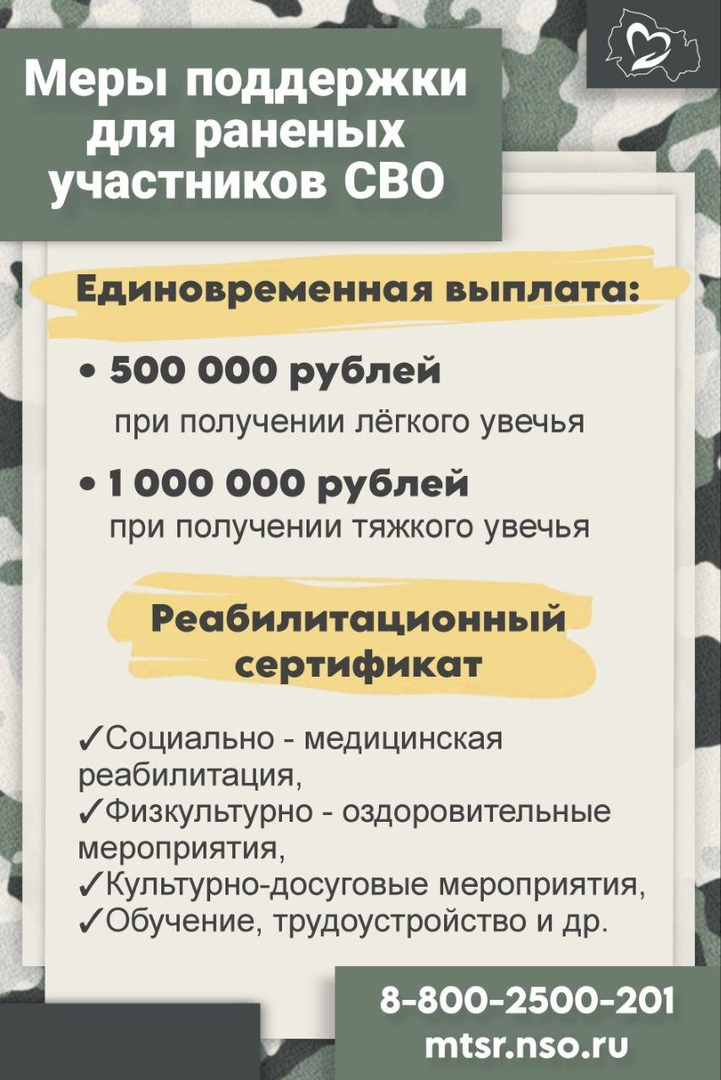 Меры поддержки
для раненых
участников СВО
Единовременная выплата:
• 500 000 рублей
при получении лёгкого увечья
• 1 000 000 рублей
при получении тяжкого увечья
Реабилитационный
сертификат
✓Социально - медицинская
реабилитация,
✓Физкультурно - оздоровительные
мероприятия,
✓Культурно-досуговые мероприятия,
✓Обучение, трудоустройство и др.
8-800-2500-201
mtsr.nso.ru